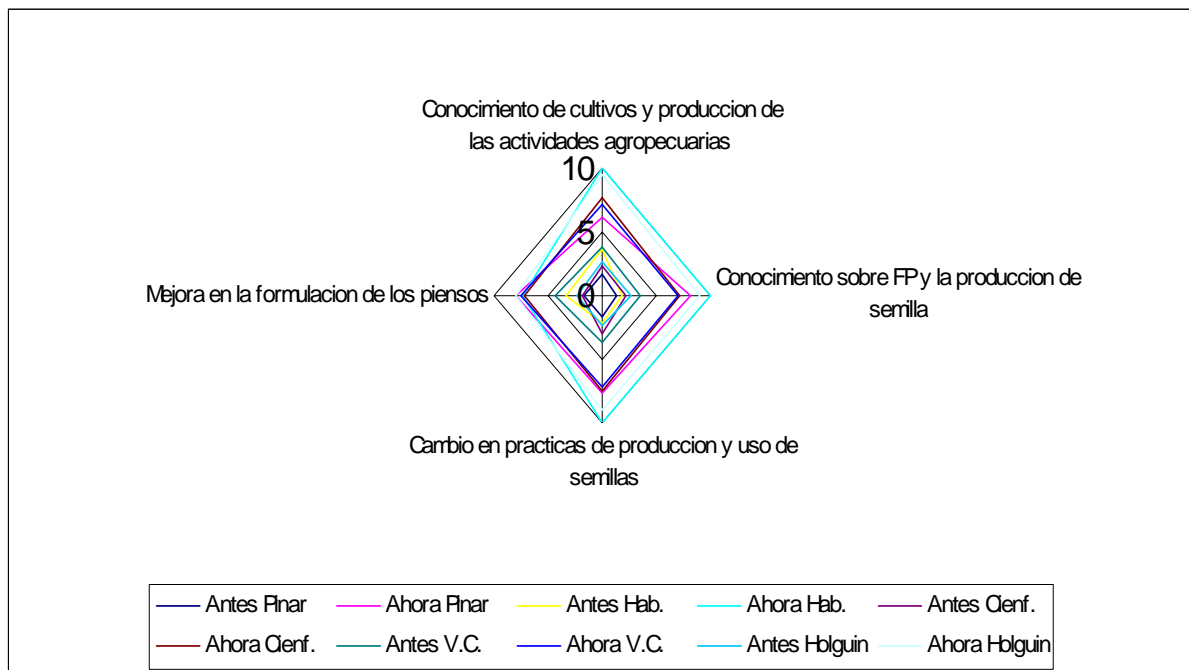 Conocimiento de cultivos y produccion de
las actividades agropecuarias
10
5
Mejora en la formulacion de los piensos
0
Conocimiento sobre FP y la produccion de
semilla
Cambio en practicas de produccion y uso de
semillas
Antes Pinar
Ahora Pinar
Antes Hab.
Ahora Hab.
Antes Cienf.
Ahora Cienf.
Antes V.C.
Ahora V.C.
Antes Holguin
Ahora Holguin